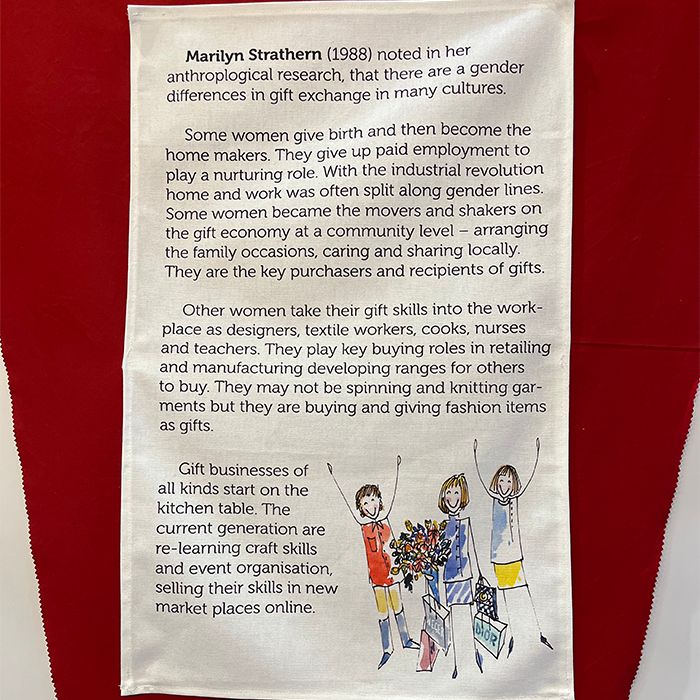 Marilyn Strathern (1988) noted in her
anthroplogical research, that there are a gender
differences in gift exchange in many cultures.
Some women give birth and then become the
home makers. They give up paid employment to
play a nurturing role. With the industrial revolution
home and work was often split along gender lines.
Some women became the movers and shakers on
the gift economy at a community level – arranging
the family occasions, caring and sharing locally.
They are the key purchasers and recipients of gifts.
Other women take their gift skills into the work-
place as designers, textile workers, cooks, nurses
and teachers. They play key buying roles in retailing
and manufacturing developing ranges for others
to buy. They may not be spinning and knitting gar-
ments but they are buying and giving fashion items
as gifts.
Gift businesses of
all kinds start on the
kitchen table. The
current generation are
re-learning craft skills
and event organisation,
selling their skills in new
market places online.
DIOR